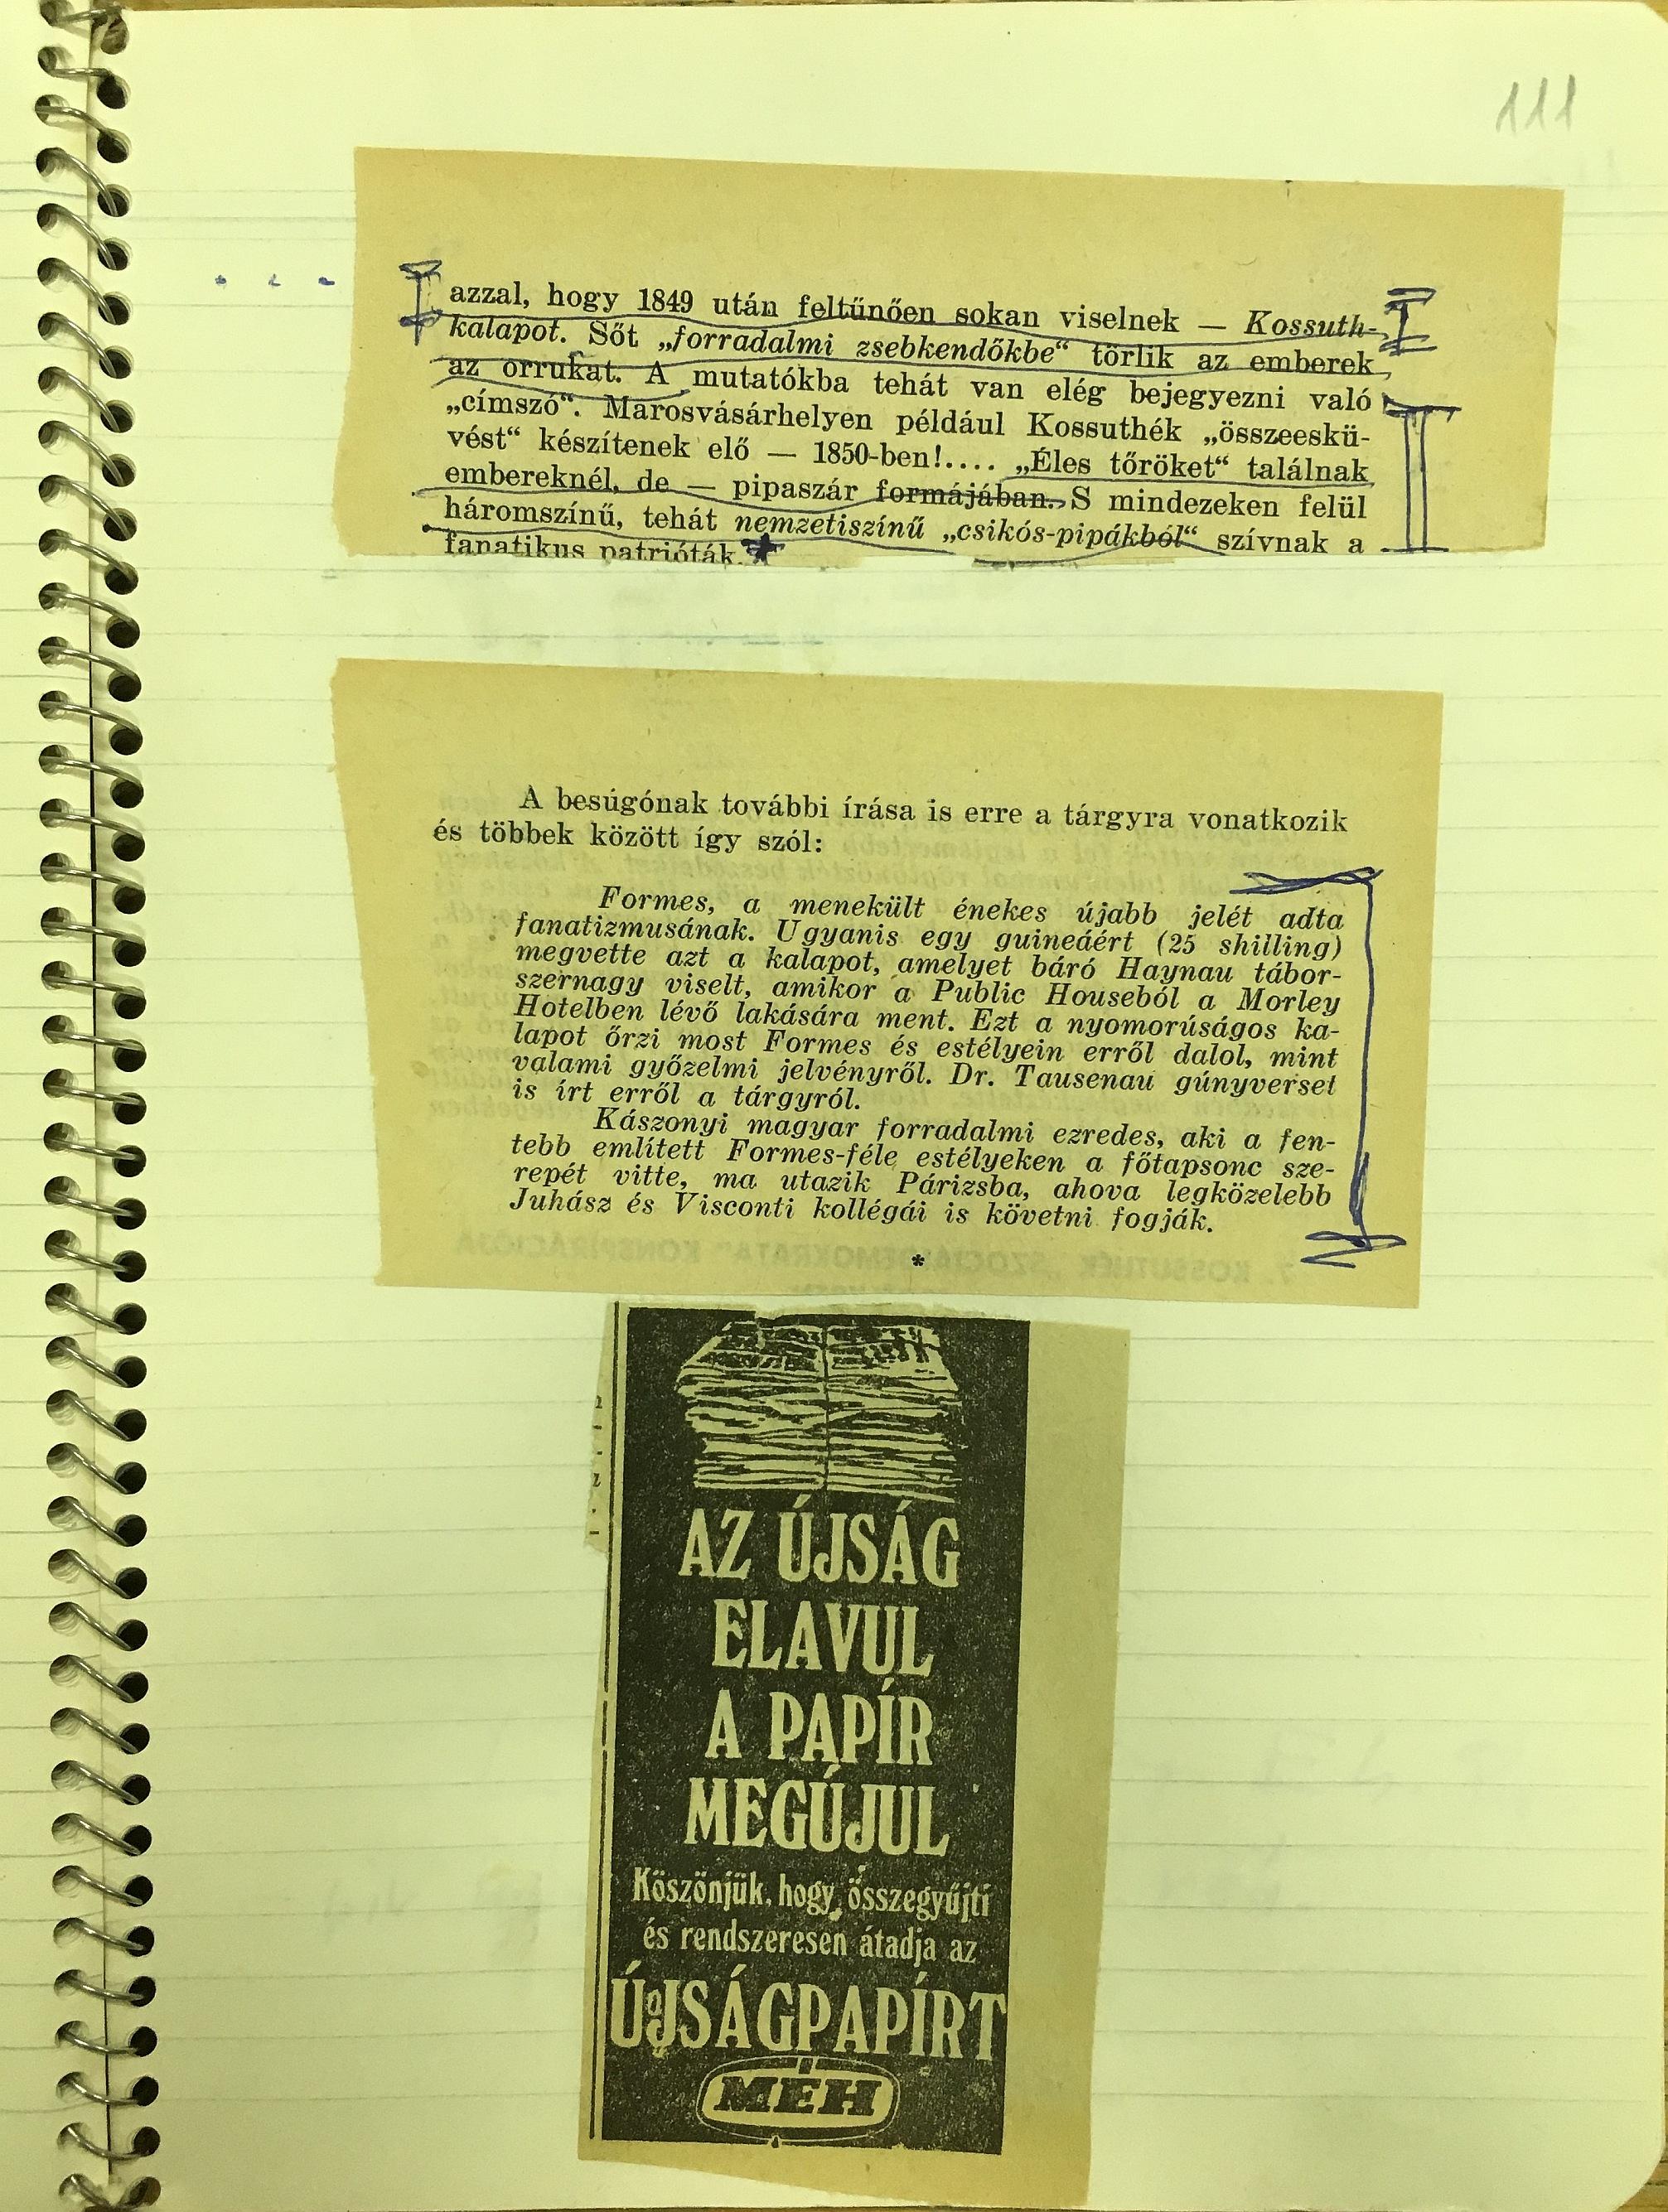 111
azzal, hogy 1849 után feltűnően sokan viselnek — Kossuth-
kalapot. Sőt „forradalmi zsebkendőkbe“ törlik az emberek
az orrukat. A mutatókba tehát van elég bejegyezni való
„címszó“. Marosvásárhelyen például Kossuthék „összeeskü-
vést“ készítenek elő — 1850-ben!.... „Éles tőröket“ találnak
embereknél, de — pipaszár formájában. S mindezeken felül
háromszínű, tehát nemzetiszínű „csikós-pipákból“ szívnak a
fanatikus patrióták.
A besúgónak további írása is erre a tárgyra vonatkozik
és többek között így szól:
Formes, a menekült énekes újabb jelét adta
fanatizmusának. Ugyanis egy guineáért (25 shilling)
megvette azt a kalapot, amelyet báró Haynau tábor-
szernagy viselt, amikor a Public Houseból a Morley
Hotelben lévő lakására ment. Ezt a nyomorúságos ka-
lapot őrzi most Formes és estélyein erről dalol, mint
valami győzelmi jelvényről. Dr. Tausenau gúnyverset
is írt erről a tárgyról.
Kászonyi magyar forradalmi ezredes, aki a fen-
tebb említett Formes-féle estélyeken a főtapsonc sze-
repét vitte, ma utazik Párizsba, ahova legközelebb
Juhász és Visconti kollégái is követni fogják.
*
AZ ÚJSÁG
ELAVUL
A PAPÍR
MEGÚJUL
Köszönjük, hogy összegyűjti
és rendszeresen átadja az
ÚJSÁGPAPÍRT
MÉH